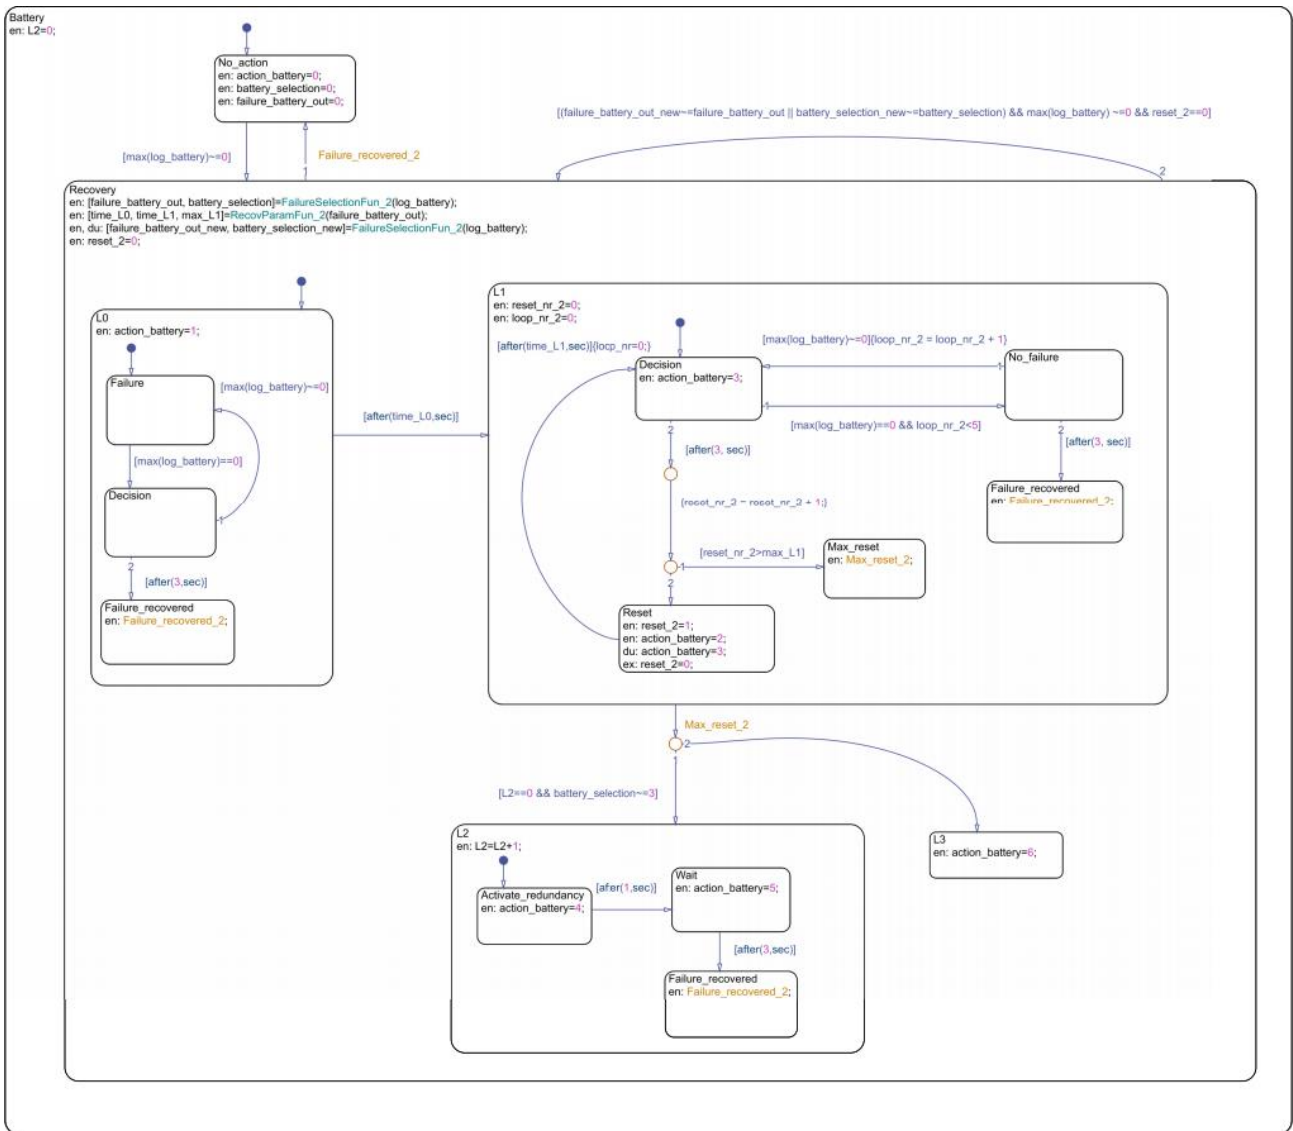 Battery
en: L2=0;
No_action
en: action_battery=0;
en: battery_selection=0;
en: failure_battery_out=0;
[(failure_battery_out_new~=failure_battery_out || battery_selection_new~=battery_selection) && max(log_battery) ~=0 && reset_2==0]
[max(log_battery)~=0]
Failure_recovered_2
1
2
Recovery
en: [failure_battery_out, battery_selection]=FailureSelectionFun_2(log_battery);
en: [time_L0, time_L1, max_L1]=RecovParamFun_2(failure_battery_out);
en, du: [failure_battery_out_new, battery_selection_new]=FailureSelectionFun_2(log_battery);
en: reset_2=0;
L0
en: action_battery=1;
Failure
[max(log_battery)~=0]
[max(log_battery)==0]
Decision
1
2
[after(3,sec)]
Failure_recovered
en: Failure_recovered_2;
[after(time_L0,sec)]
L1
en: reset_nr_2=0;
en: loop_nr_2=0;
[after(time_L1,sec)]{locp_nr=0;}
[max(log_battery)~=0]{loop_nr_2 = loop_nr_2 + 1}
Decision
en: action_battery=3;
No_failure
1
1
[max(log_battery)==0 && loop_nr_2<5]
2
[after(3, sec)]
2
[after(3, sec)]
Failure_recovered
en: Failure_recovered_2;
[reset_nr_2>max_L1]
1
2
Max_reset
en: Max_reset_2;
Reset
en: reset_2=1;
en: action_battery=2;
du: action_battery=3;
ex: reset_2=0;
Max_reset_2
2
1
[L2==0 && battery_selection~=3]
L2
en: L2=L2+1;
Activate_redundancy
en: action_battery=4;
[afer(1,sec)]
Wait
en: action_battery=5;
[after(3,sec)]
Failure_recovered
en: Failure_recovered_2;
L3
en: action_battery=6;